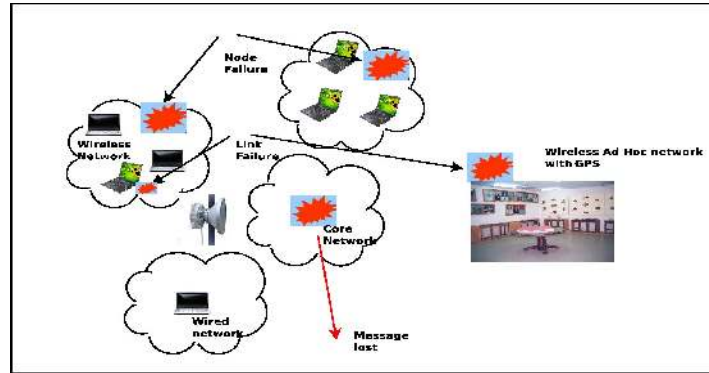 Node
Failure
Wireless
Network
Link
Failure
Wireless Ad Hoc network
with GPS
Core
Network
Wired
network
Message
lost